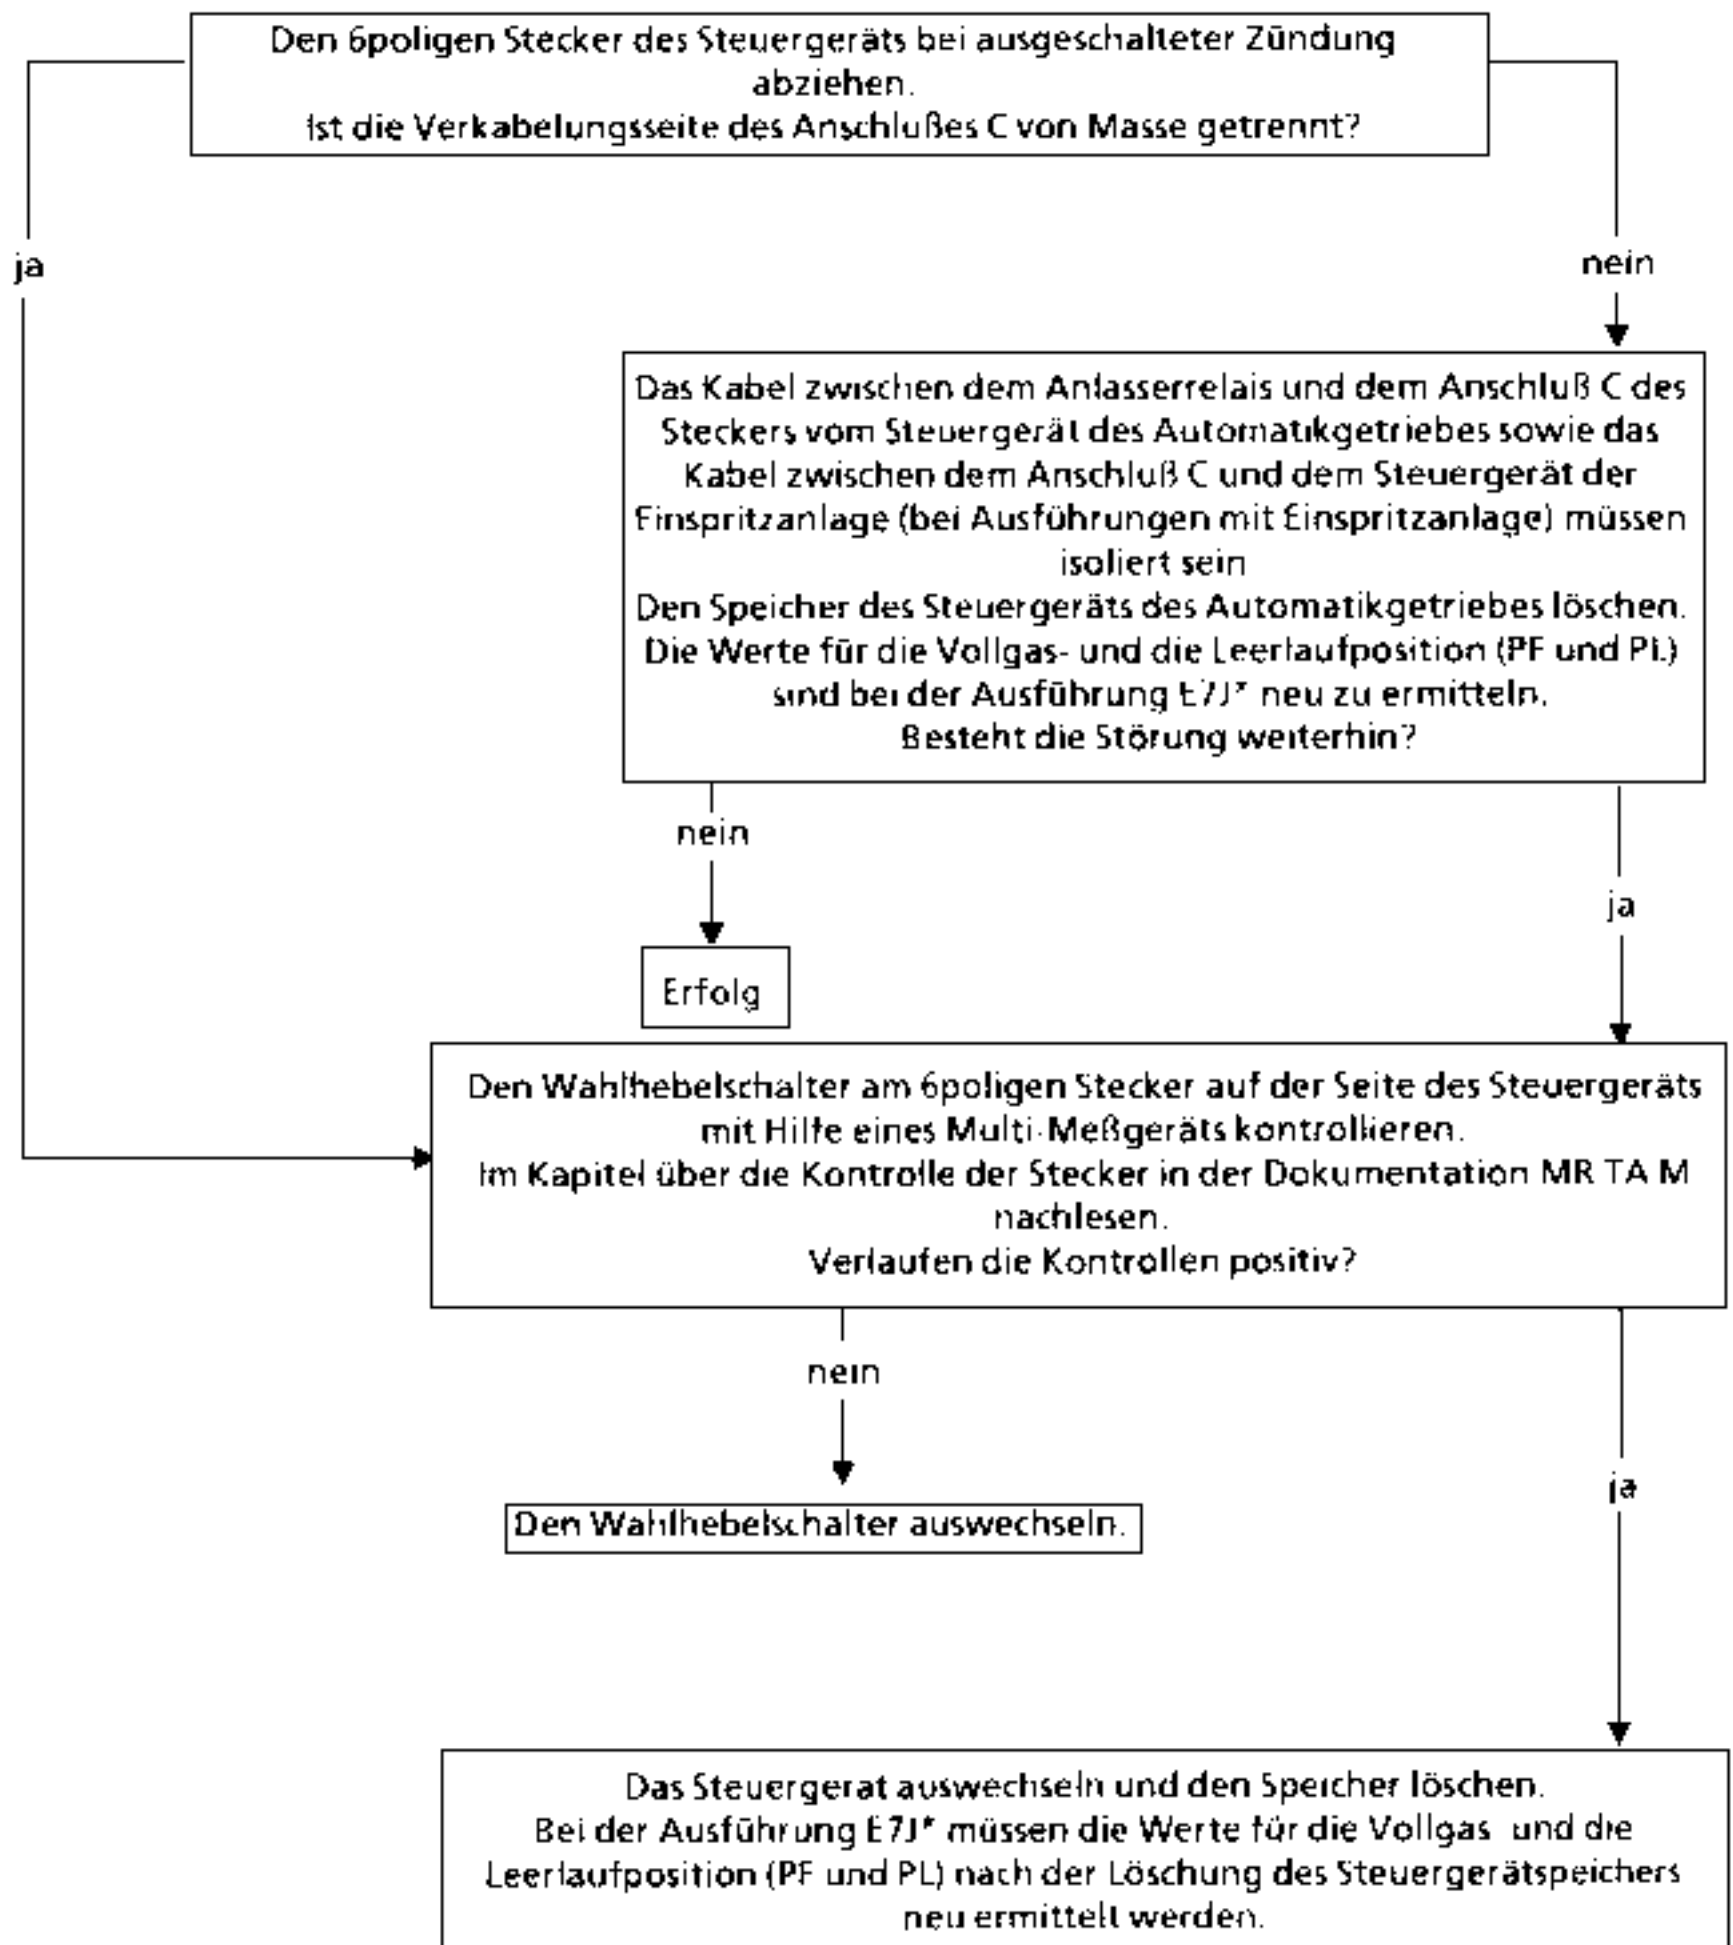 Den 6poligen Stecker des Steuergeräts bei ausgeschalteter Zündung
abziehen.
Ist die Verkabelungsseite des Anschlußes C von Masse getrennt?
ja
nein
Das Kabel zwischen dem Anlasserrelais und dem Anschluß C des
Steckers vom Steuergerät des Automatikgetriebes sowie das
Kabel zwischen dem Anschluß C und dem Steuergerät der
Einspritzanlage (bei Ausführungen mit Einspritzanlage) müssen
isoliert sein
Den Speicher des Steuergeräts des Automatikgetriebes löschen.
Die Werte für die Vollgas- und die Leerlaufposition (PF und PL)
sind bei der Ausführung E7J* neu zu ermitteln.
Besteht die Störung weiterhin?
nein
ja
Erfolg
Den Wahlhebelschalter am 6poligen Stecker auf der Seite des Steuergeräts
mit Hilfe eines Multi-Meßgeräts kontrollieren.
Im Kapitel über die Kontrolle der Stecker in der Dokumentation MR TA M
nachlesen.
Verlaufen die Kontrollen positiv?
nein
ja
Den Wahlhebelschalter auswechseln.
Das Steuergerat auswechseln und den Speicher löschen.
Bei der Ausführung E7J* müssen die Werte für die Vollgas- und die
Leerlaufposition (PF und PL) nach der Löschung des Steuergerätspeichers
neu ermittelt werden.